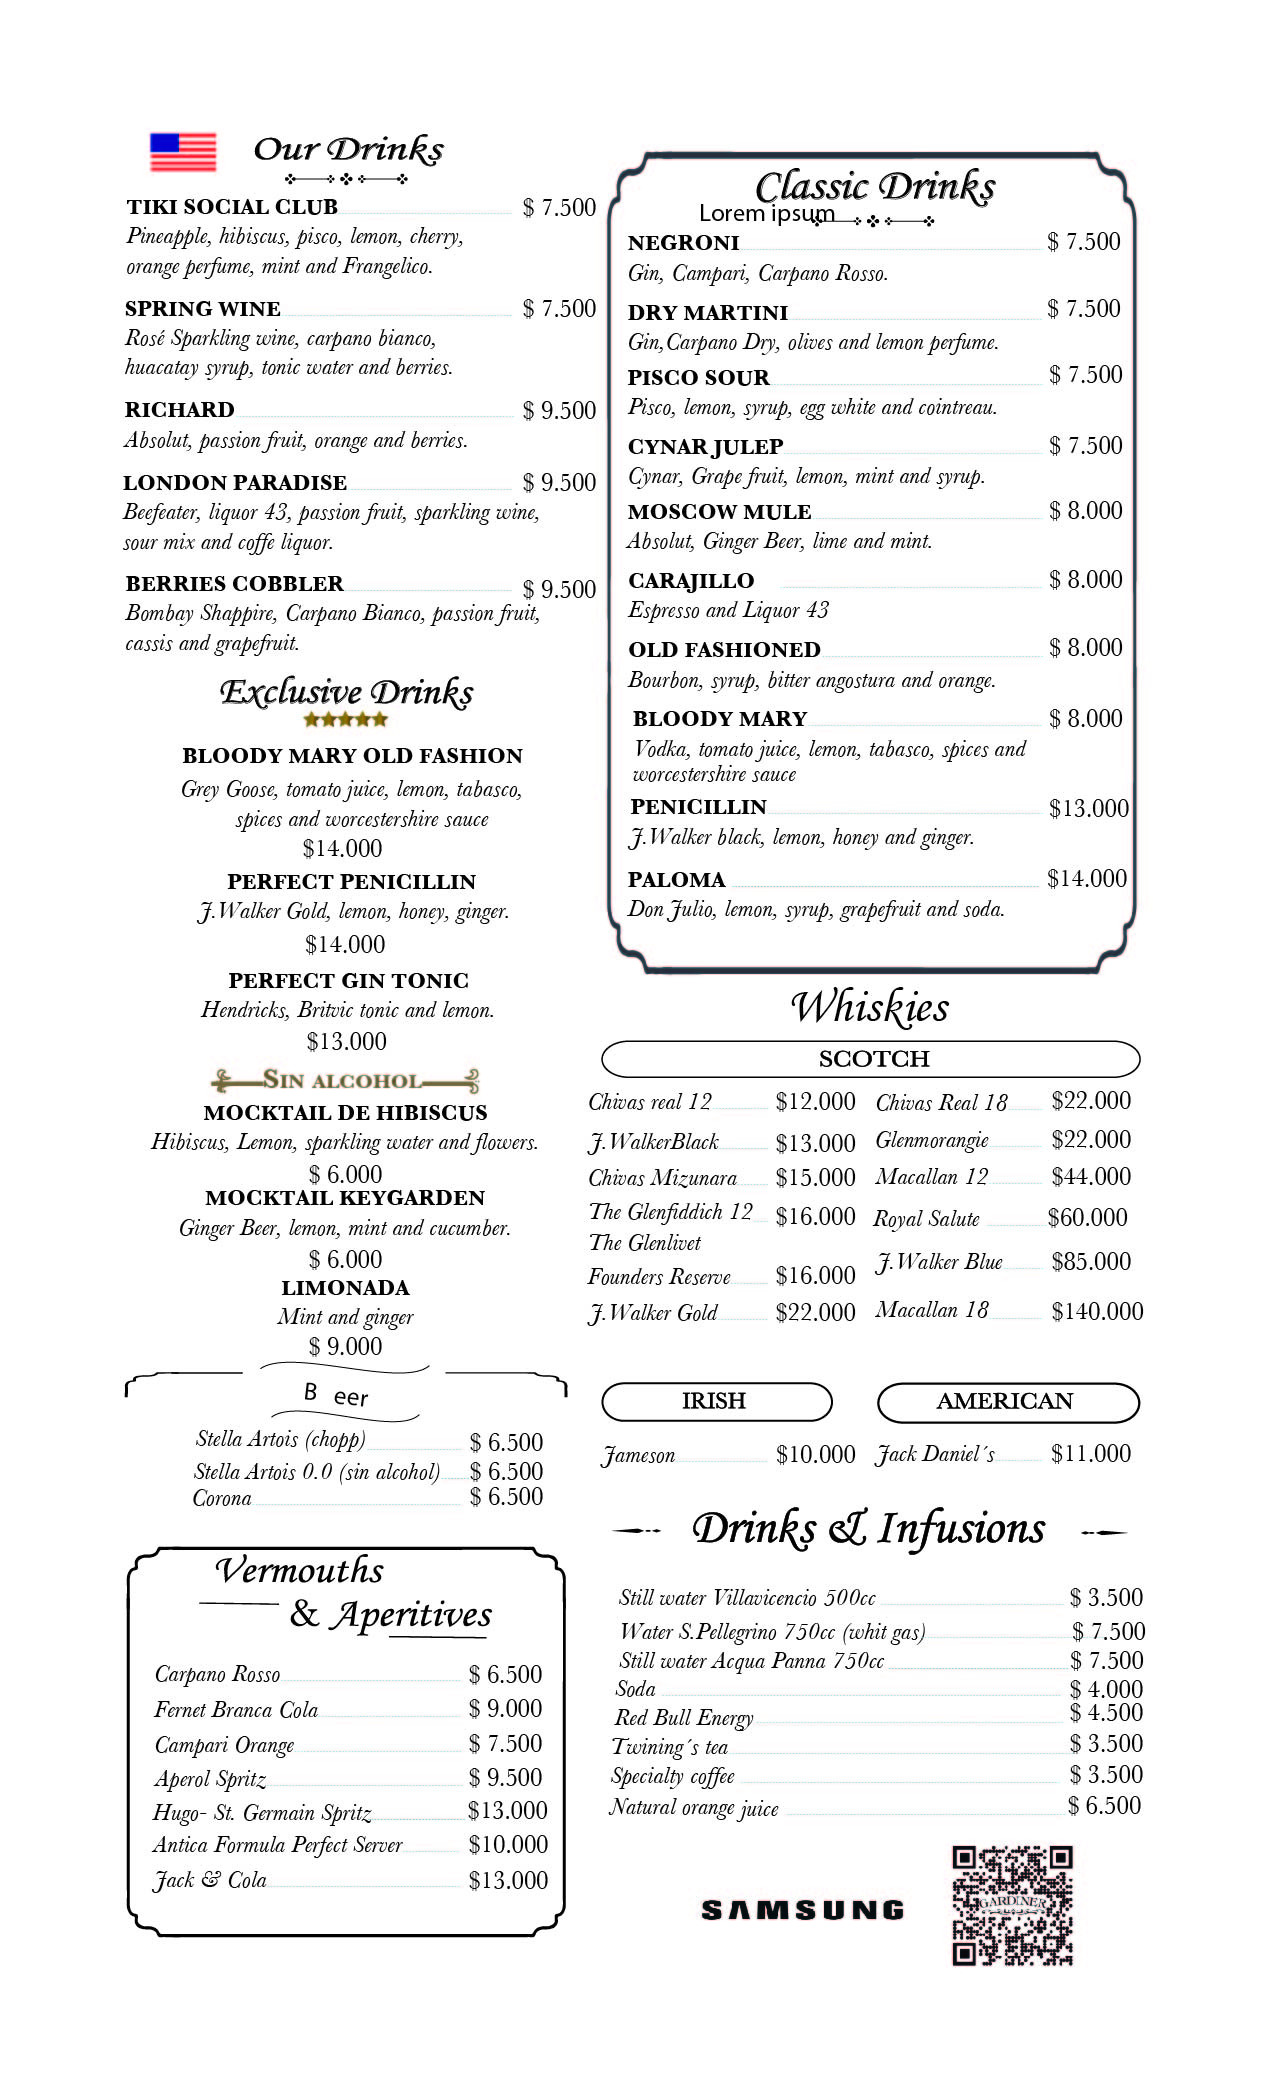 Our Drinks
TIKI SOCIAL CLUB $ 7.500
Pineapple, hibiscus, pisco, lemon, cherry,
orange perfume, mint and Frangelico.
SPRING WINE $ 7.500
Rosé Sparkling wine, carpano bianco,
huacatay syrup, tonic water and berries.
RICHARD $ 9.500
Absolut, passion fruit, orange and berries.
LONDON PARADISE $ 9.500
Beefeater, liquor 43, passion fruit, sparkling wine,
sour mix and coffe liquor.
BERRIES COBBLER $ 9.500
Bombay Shappire, Carpano Bianco, passion fruit,
cassis and grapefruit.
Exclusive Drinks
BLOODY MARY OLD FASHION
Grey Goose, tomato juice, lemon, tabasco,
spices and worcestershire sauce
$14.000
PERFECT PENICILLIN
J.Walker Gold, lemon, honey, ginger.
$14.000
PERFECT GIN TONIC
Hendricks, Britvic tonic and lemon.
$13.000
SIN ALCOHOL
MOCKTAIL DE HIBISCUS
Hibiscus, Lemon, sparkling water and flowers.
$ 6.000
MOCKTAIL KEYGARDEN
Ginger Beer, lemon, mint and cucumber.
$ 6.000
LIMONADA
Mint and ginger
$ 9.000
B eer
Stella Artois (chopp) $ 6.500
Stella Artois 0.0 (sin alcohol) $ 6.500
Corona $ 6.500
Vermouths
& Aperitives
Carpano Rosso $ 6.500
Fernet Branca Cola $ 9.000
Campari Orange $ 7.500
Aperol Spritz $ 9.500
Hugo- St. Germain Spritz $13.000
Antica Formula Perfect Server $10.000
Jack & Cola $13.000
Classic Drinks
Lorem ipsum
NEGRONI $ 7.500
Gin, Campari, Carpano Rosso.
DRY MARTINI $ 7.500
Gin,Carpano Dry, olives and lemon perfume.
PISCO SOUR $ 7.500
Pisco, lemon, syrup, egg white and cointreau.
CYNAR JULEP $ 7.500
Cynar, Grape fruit, lemon, mint and syrup.
MOSCOW MULE $ 8.000
Absolut, Ginger Beer, lime and mint.
CARAJILLO $ 8.000
Espresso and Liquor 43
OLD FASHIONED $ 8.000
Bourbon, syrup, bitter angostura and orange.
BLOODY MARY $ 8.000
Vodka, tomato juice, lemon, tabasco, spices and
worcestershire sauce
PENICILLIN $13.000
J.Walker black, lemon, honey and ginger.
PALOMA $14.000
Don Julio, lemon, syrup, grapefruit and soda.
Whiskies
SCOTCH
Chivas real 12 $12.000
J.WalkerBlack $13.000
Chivas Mizunara $15.000
The Glenfiddich 12 $16.000
The Glenlivet
Founders Reserve $16.000
J.Walker Gold $22.000
Chivas Real 18 $22.000
Glenmorangie $22.000
Macallan 12 $44.000
Royal Salute $60.000
J.Walker Blue $85.000
Macallan 18 $140.000
IRISH
Jameson $10.000
AMERICAN
Jack Daniel´s $11.000
Drinks & Infusions
Still water Villavicencio 500cc $ 3.500
Water S.Pellegrino 750cc (whit gas) $ 7.500
Still water Acqua Panna 750cc $ 7.500
Soda $ 4.000
Red Bull Energy $ 4.500
Twining´s tea $ 3.500
Specialty coffee $ 3.500
Natural orange juice $ 6.500
SAMSUNG
GARDINER